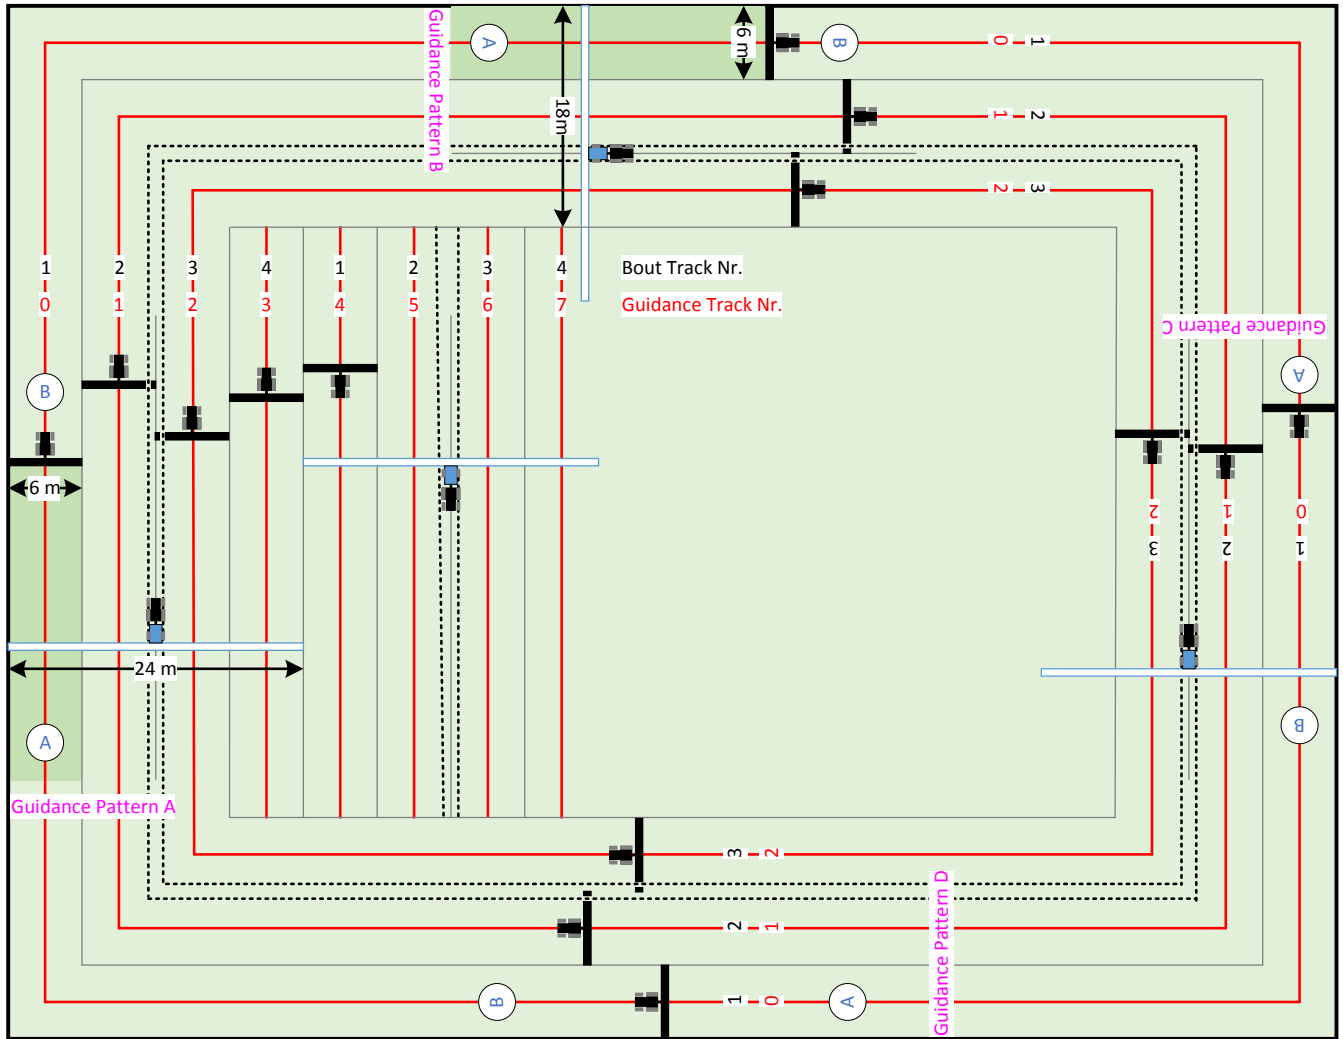 Guidance Pattern B
A
6 m
B
0
1
18m
1
2
2
3
1 2 3 4 1 2 3 4 Bout Track Nr.
0 1 2 3 4 5 6 7 Guidance Track Nr.
Guidance Pattern C
B
A
6 m
2 1 0
3 2 1
24 m
A
B
Guidance Pattern A
3 2
Guidance Pattern D
2 1
B
1 0
A